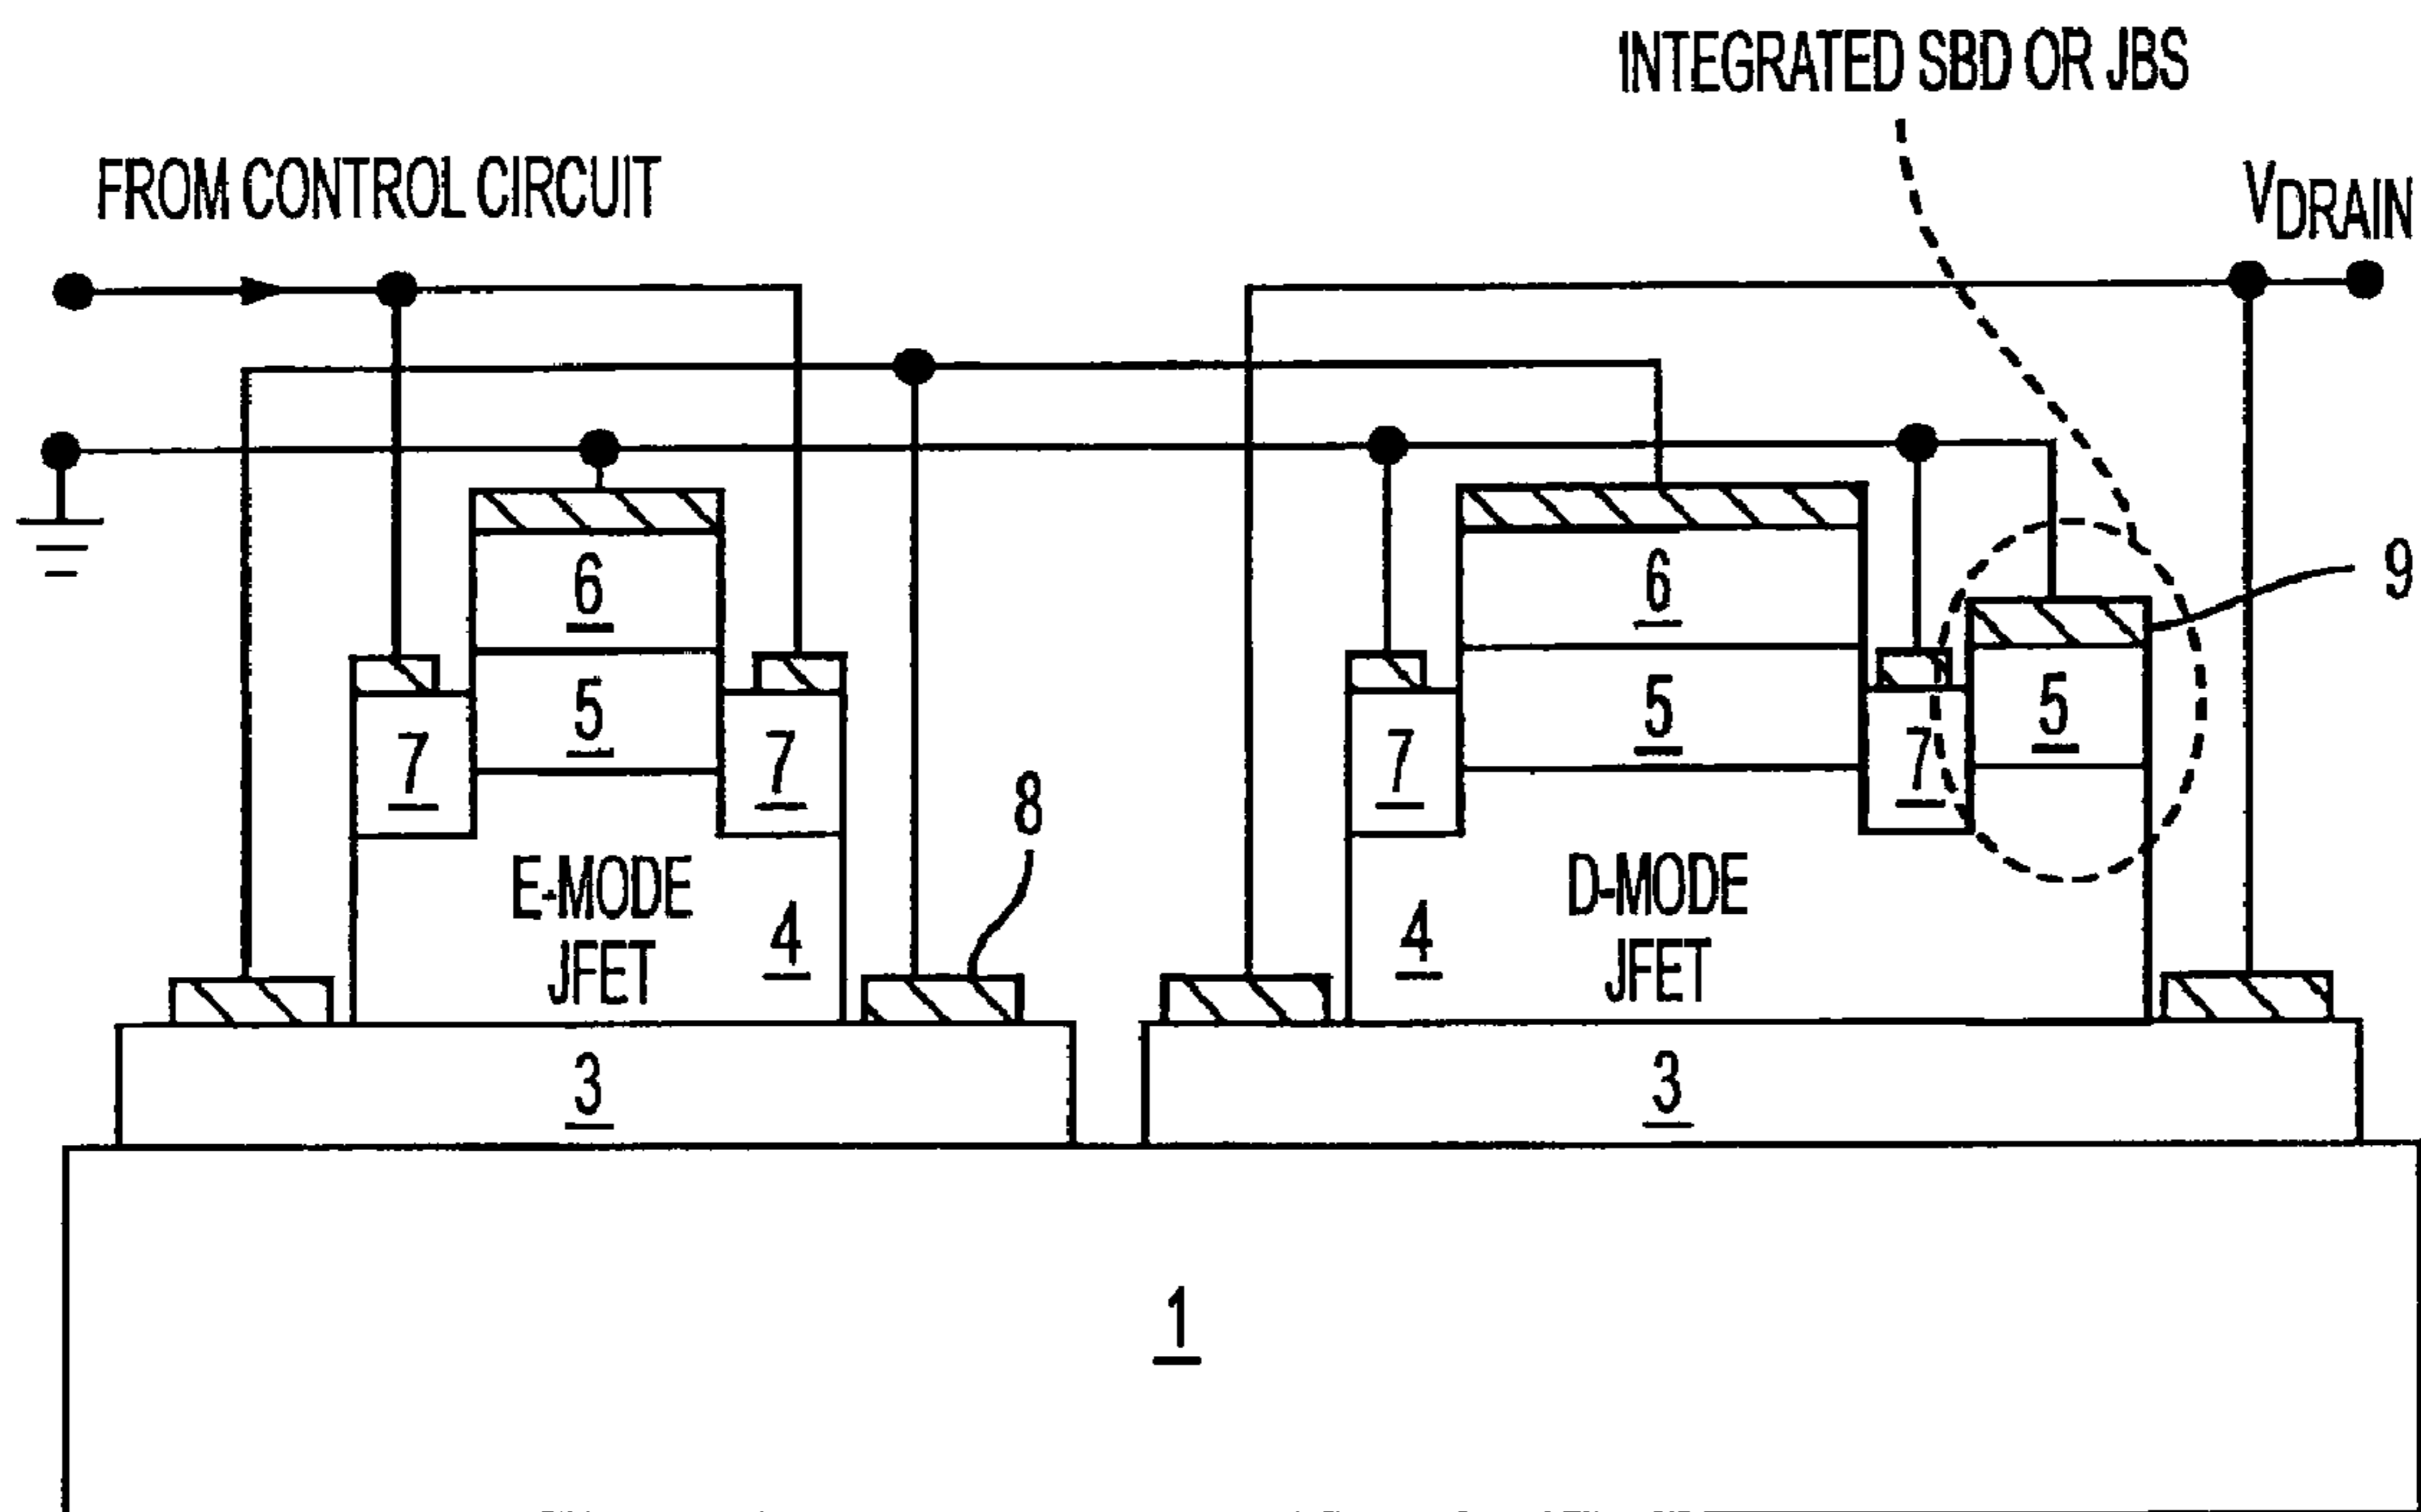 INTEGRATED SBD OR JBS
FROM CONTROL CIRCUIT
VDRAIN
6
6
9
5
5
5
7
7
7
7
8
E-MODE
JFET
4
4
D-MODE
JFET
3
3
1